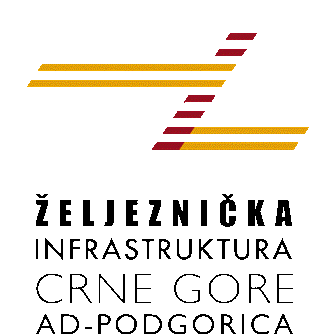 ŽELJEZNIČKA
INFRASTRUKTURA
CRNE GORE
AD-PODGORICA